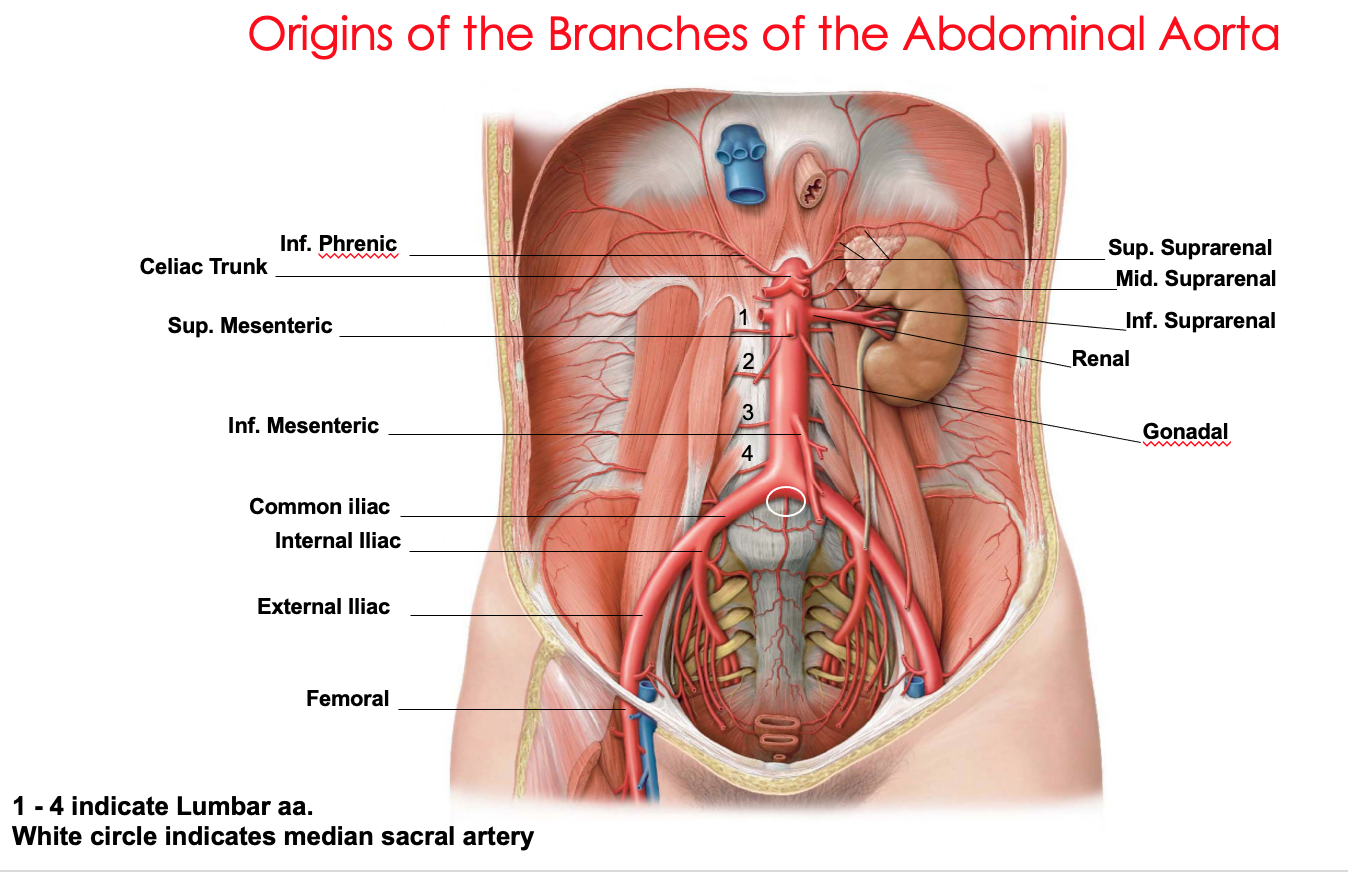 Origins of the Branches of the Abdominal Aorta
Inf. Phrenic
Celiac Trunk
Sup. Mesenteric
Inf. Mesenteric
Common iliac
Internal Iliac
External Iliac
Femoral
1
2
3
4
Sup. Suprarenal
Mid. Suprarenal
Inf. Suprarenal
Renal
Gonadal
1 - 4 indicate Lumbar aa.
White circle indicates median sacral artery